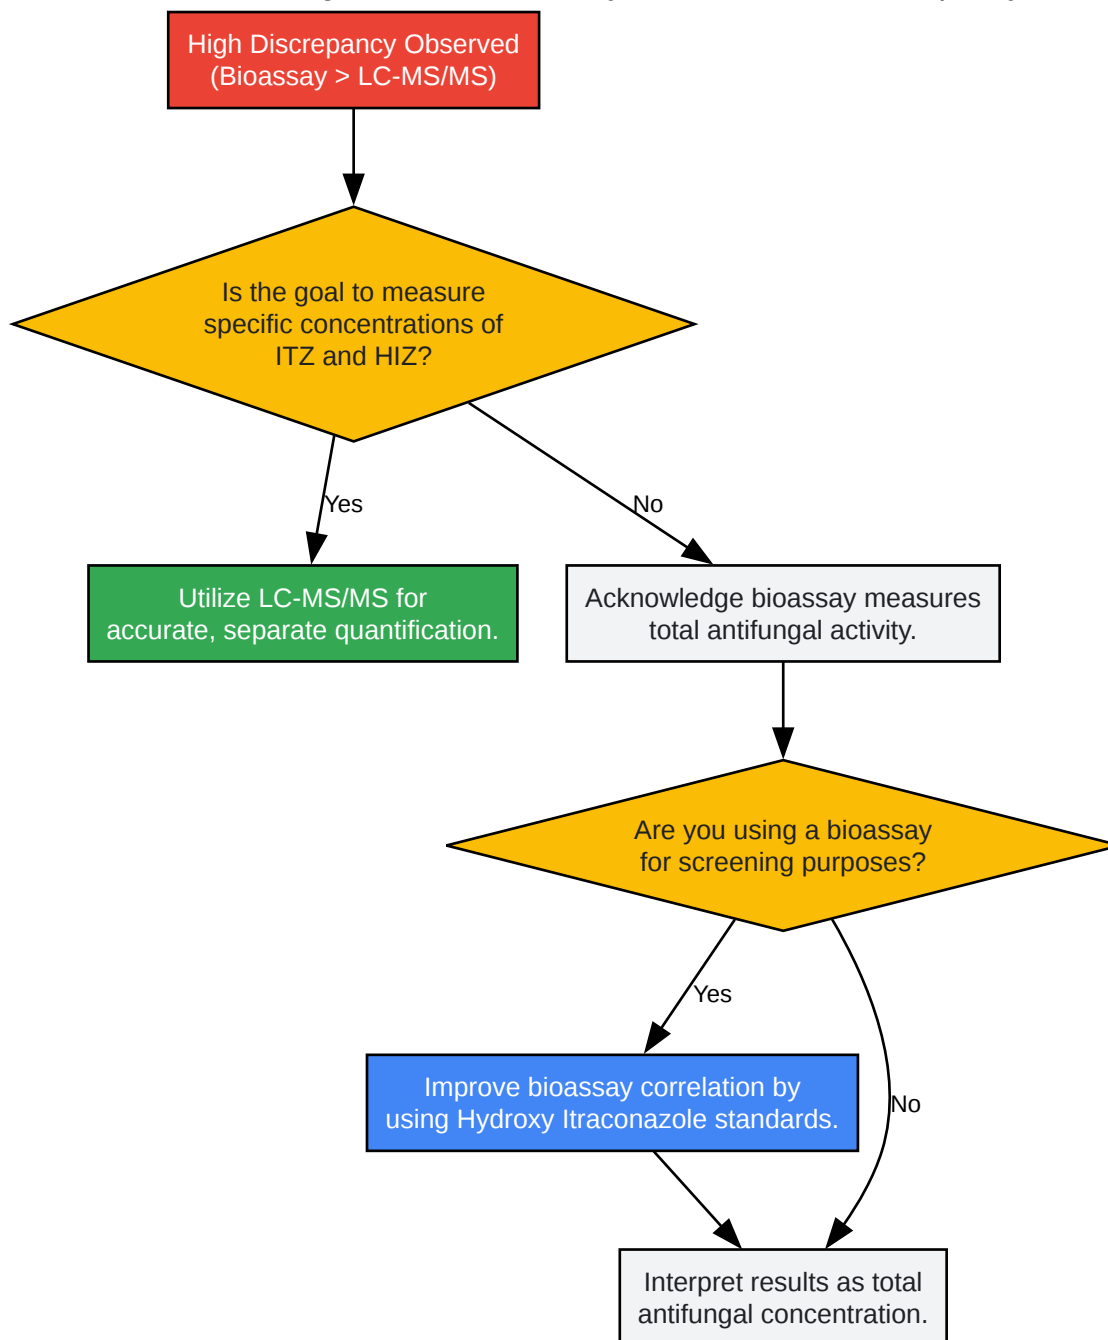 High Discrepancy Observed
(Bioassay > LC-MS/MS)
Is the goal to measure
specific concentrations of
ITZ and HIZ?
Yes
No
Utilize LC-MS/MS for
accurate, separate quantification.
Acknowledge bioassay measures
total antifungal activity.
Are you using a bioassay
for screening purposes?
Yes
Improve bioassay correlation by
using Hydroxy Itraconazole standards.
No
Interpret results as total
antifungal concentration.